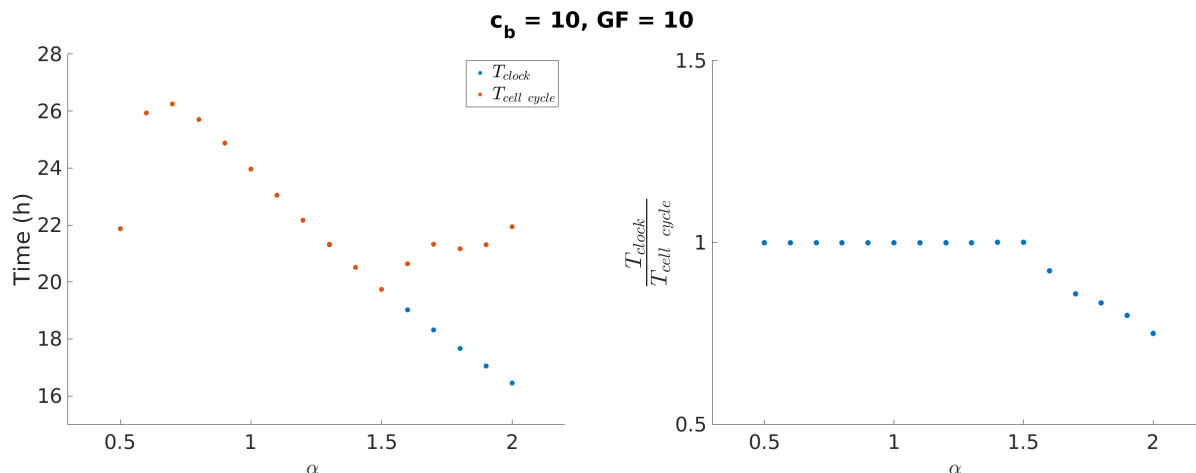 c_b = 10, GF = 10
28
26
24
22
20
18
16
Time (h)
0.5
1
1.5
2
α
T_clock
T_cell cycle
1.5
1
0.5
T_clock
T_cell cycle
0.5
1
1.5
2
α